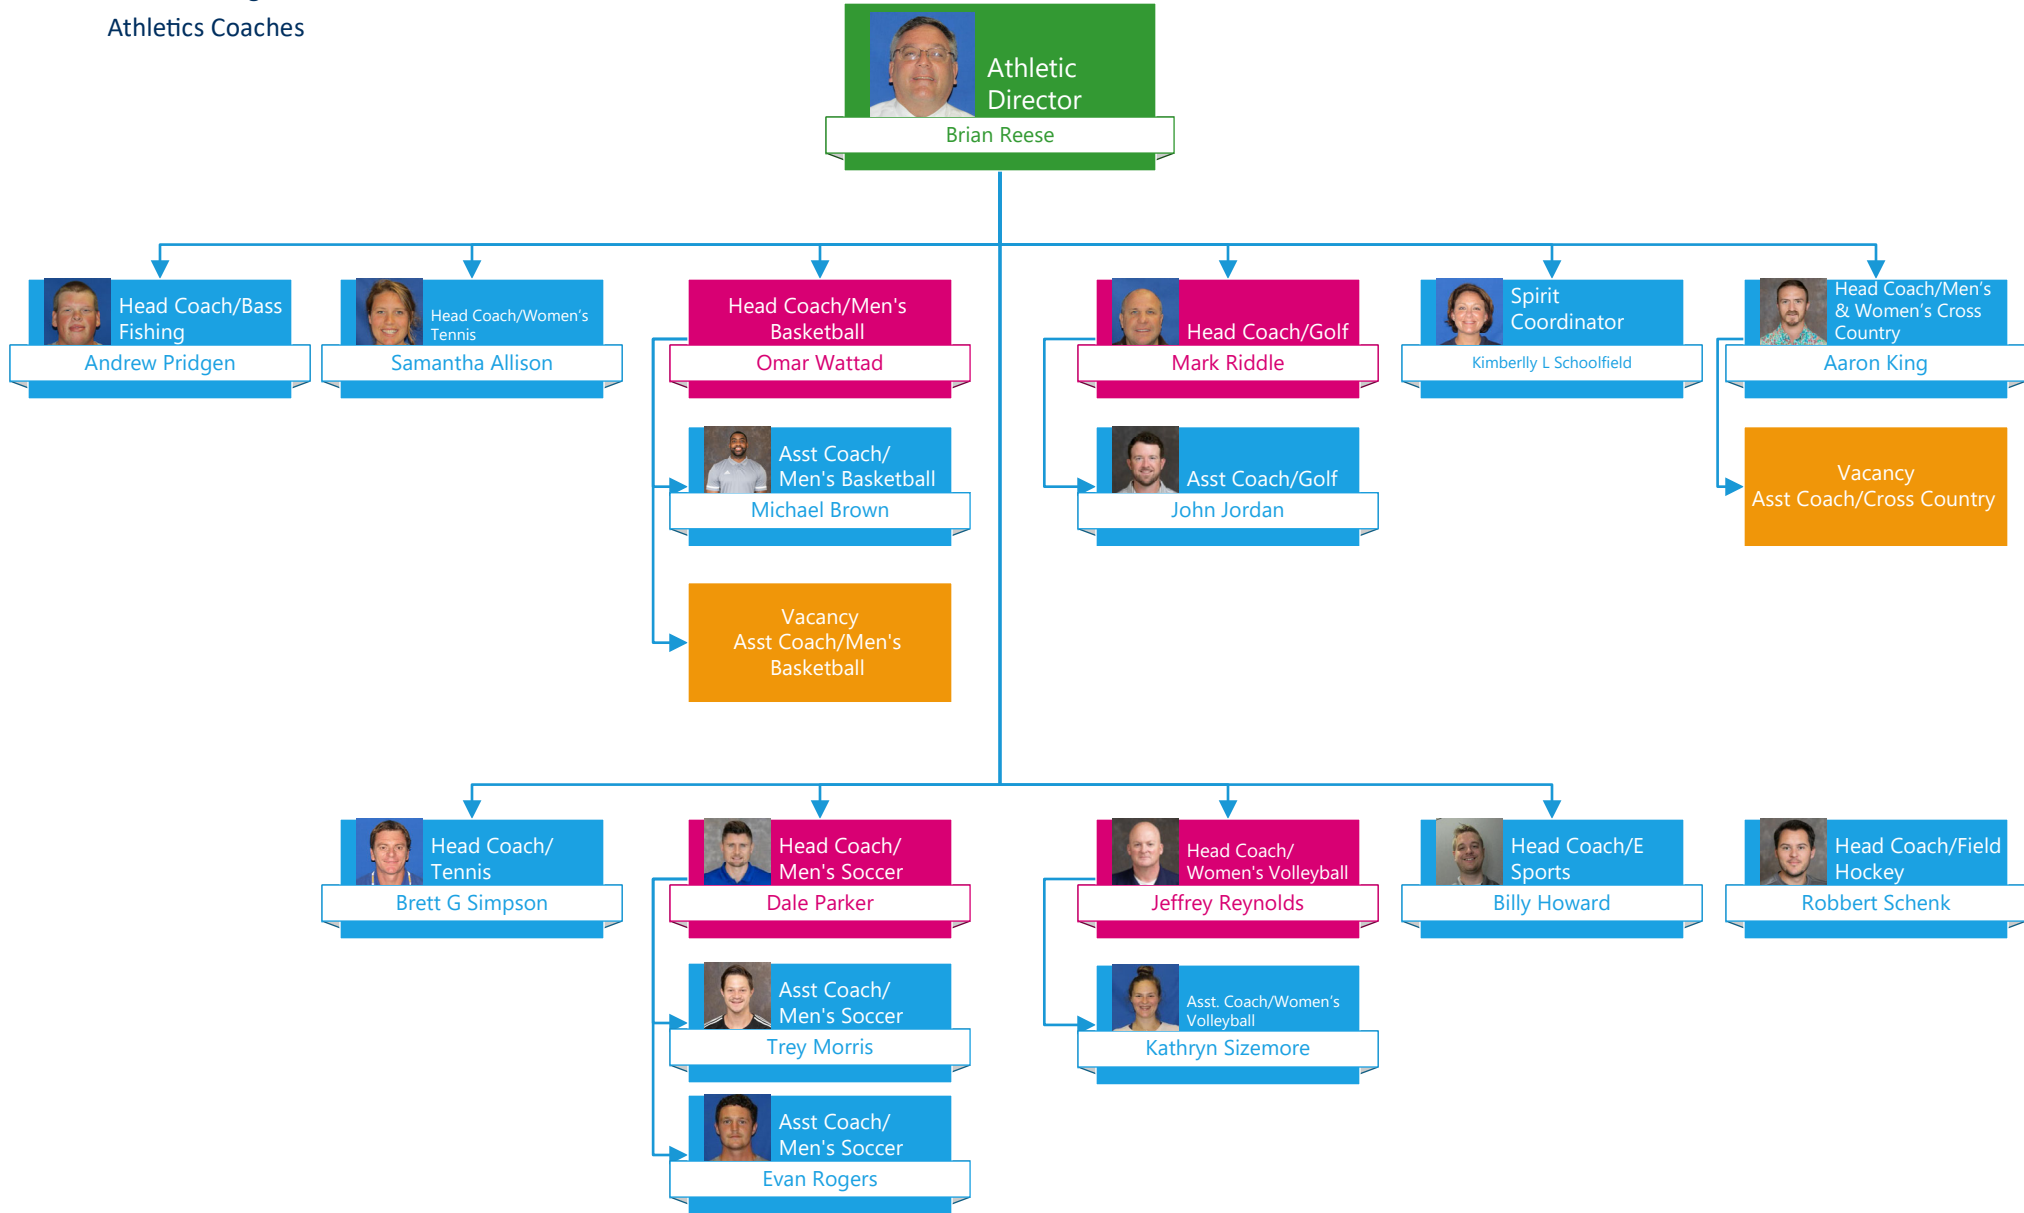 Athletics Coaches
Athletic
Director
Brian Reese
Head Coach/Bass
Fishing
Andrew Pridgen
Head Coach/Women’s
Tennis
Samantha Allison
Head Coach/Men's
Basketball
Omar Wattad
Head Coach/Golf
Mark Riddle
Spirit
Coordinator
Kimberlly L Schoolfield
Head Coach/Men’s
& Women’s Cross
Country
Aaron King
Asst Coach/
Men's Basketball
Michael Brown
Asst Coach/Golf
John Jordan
Vacancy
Asst Coach/Cross Country
Vacancy
Asst Coach/Men's
Basketball
Head Coach/
Tennis
Brett G Simpson
Head Coach/
Men's Soccer
Dale Parker
Head Coach/
Women's Volleyball
Jeffrey Reynolds
Head Coach/E
Sports
Billy Howard
Head Coach/Field
Hockey
Robbert Schenk
Asst Coach/
Men's Soccer
Trey Morris
Asst. Coach/Women’s
Volleyball
Kathryn Sizemore
Asst Coach/
Men's Soccer
Evan Rogers